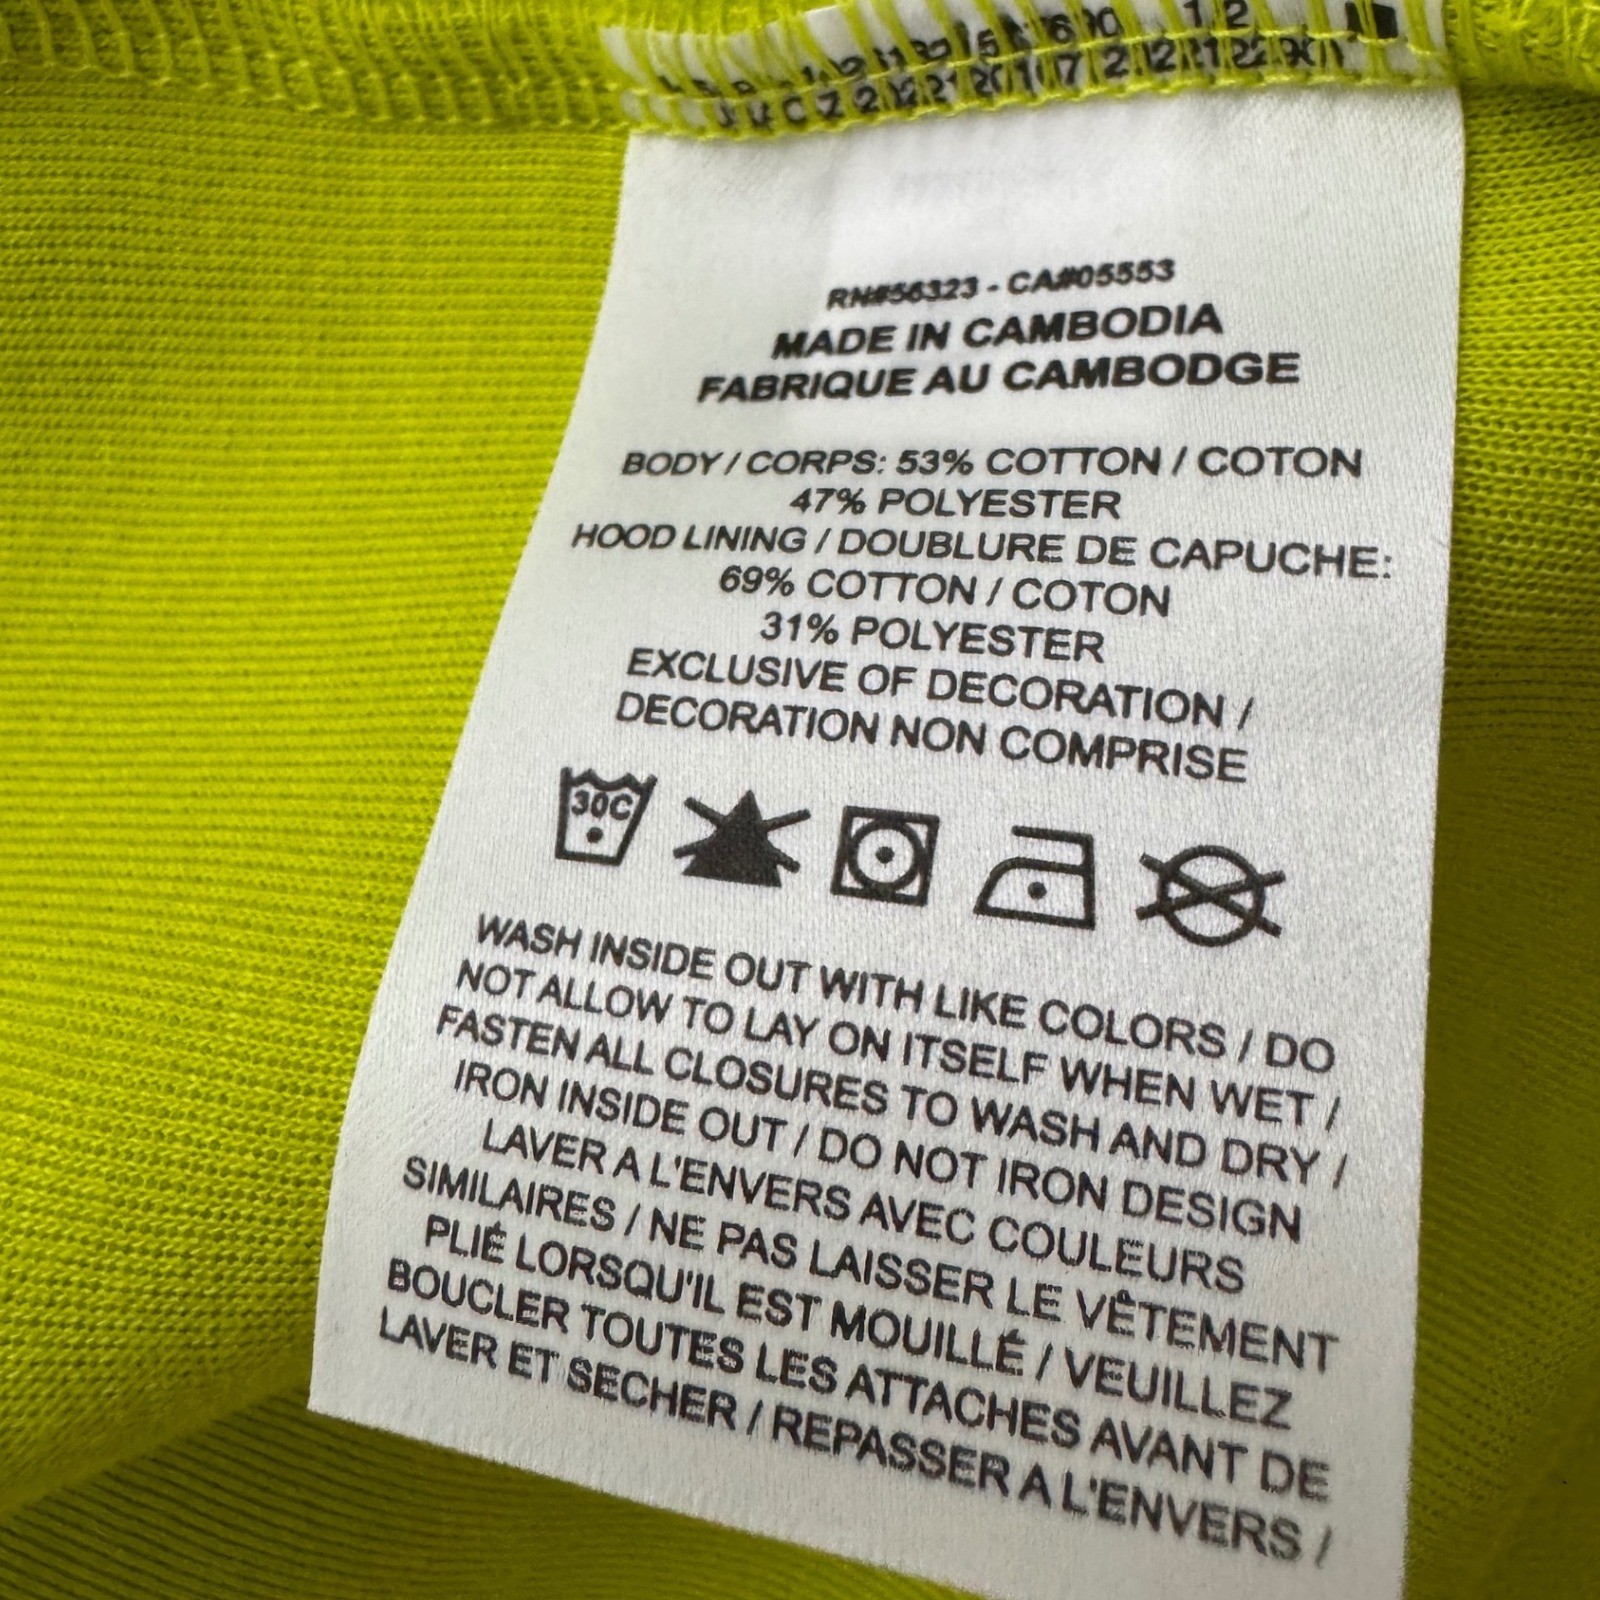 RN#56323 - CA#05553
MADE IN CAMBODIA
FABRIQUE AU CAMBODGE
BODY / CORPS: 53% COTTON / COTON
47% POLYESTER
HOOD LINING / DOUBLURE DE CAPUCHE:
69% COTTON / COTON
31% POLYESTER
EXCLUSIVE OF DECORATION /
DECORATION NON COMPRISE
30C
WASH INSIDE OUT WITH LIKE COLORS / DO
NOT ALLOW TO LAY ON ITSELF WHEN WET /
FASTEN ALL CLOSURES TO WASH AND DRY /
IRON INSIDE OUT / DO NOT IRON DESIGN
LAVER A L'ENVERS AVEC COULEURS
SIMILAIRES / NE PAS LAISSER LE VÊTEMENT
PLIÉ LORSQU'IL EST MOUILLÉ / VEUILLEZ
BOUCLER TOUTES LES ATTACHES AVANT DE
LAVER ET SECHER / REPASSER A L'ENVERS /